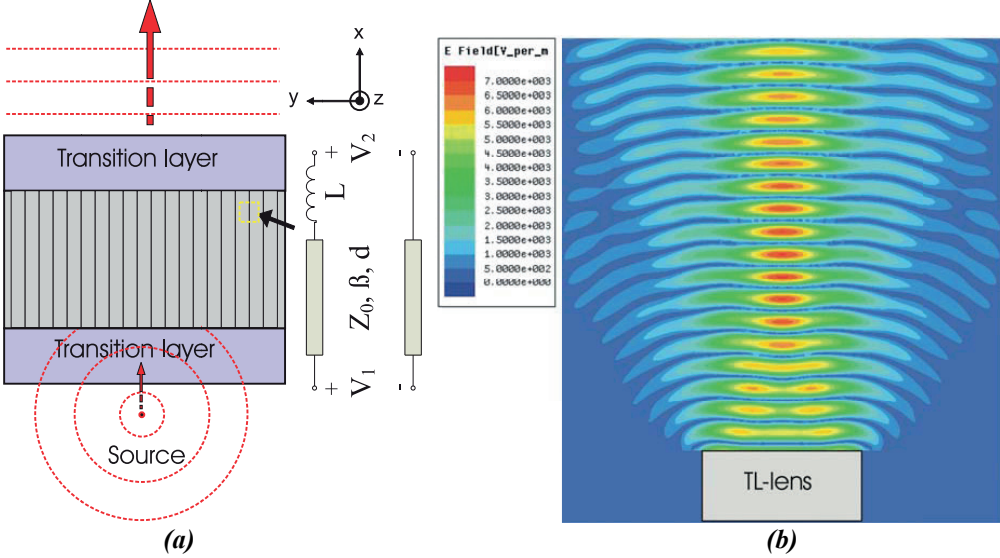 x
y
z
Transition layer
Transition layer
Source
+ V₂ -
L
Z₀, ß, d
+ V₁ -
(a)
E Field[V_per_m
7.0000e+003
6.5000e+003
6.0000e+003
5.5000e+003
5.0000e+003
4.5000e+003
4.0000e+003
3.5000e+003
3.0000e+003
2.5000e+003
2.0000e+003
1.5000e+003
1.0000e+003
5.0000e+002
0.0000e+000
TL-lens
(b)